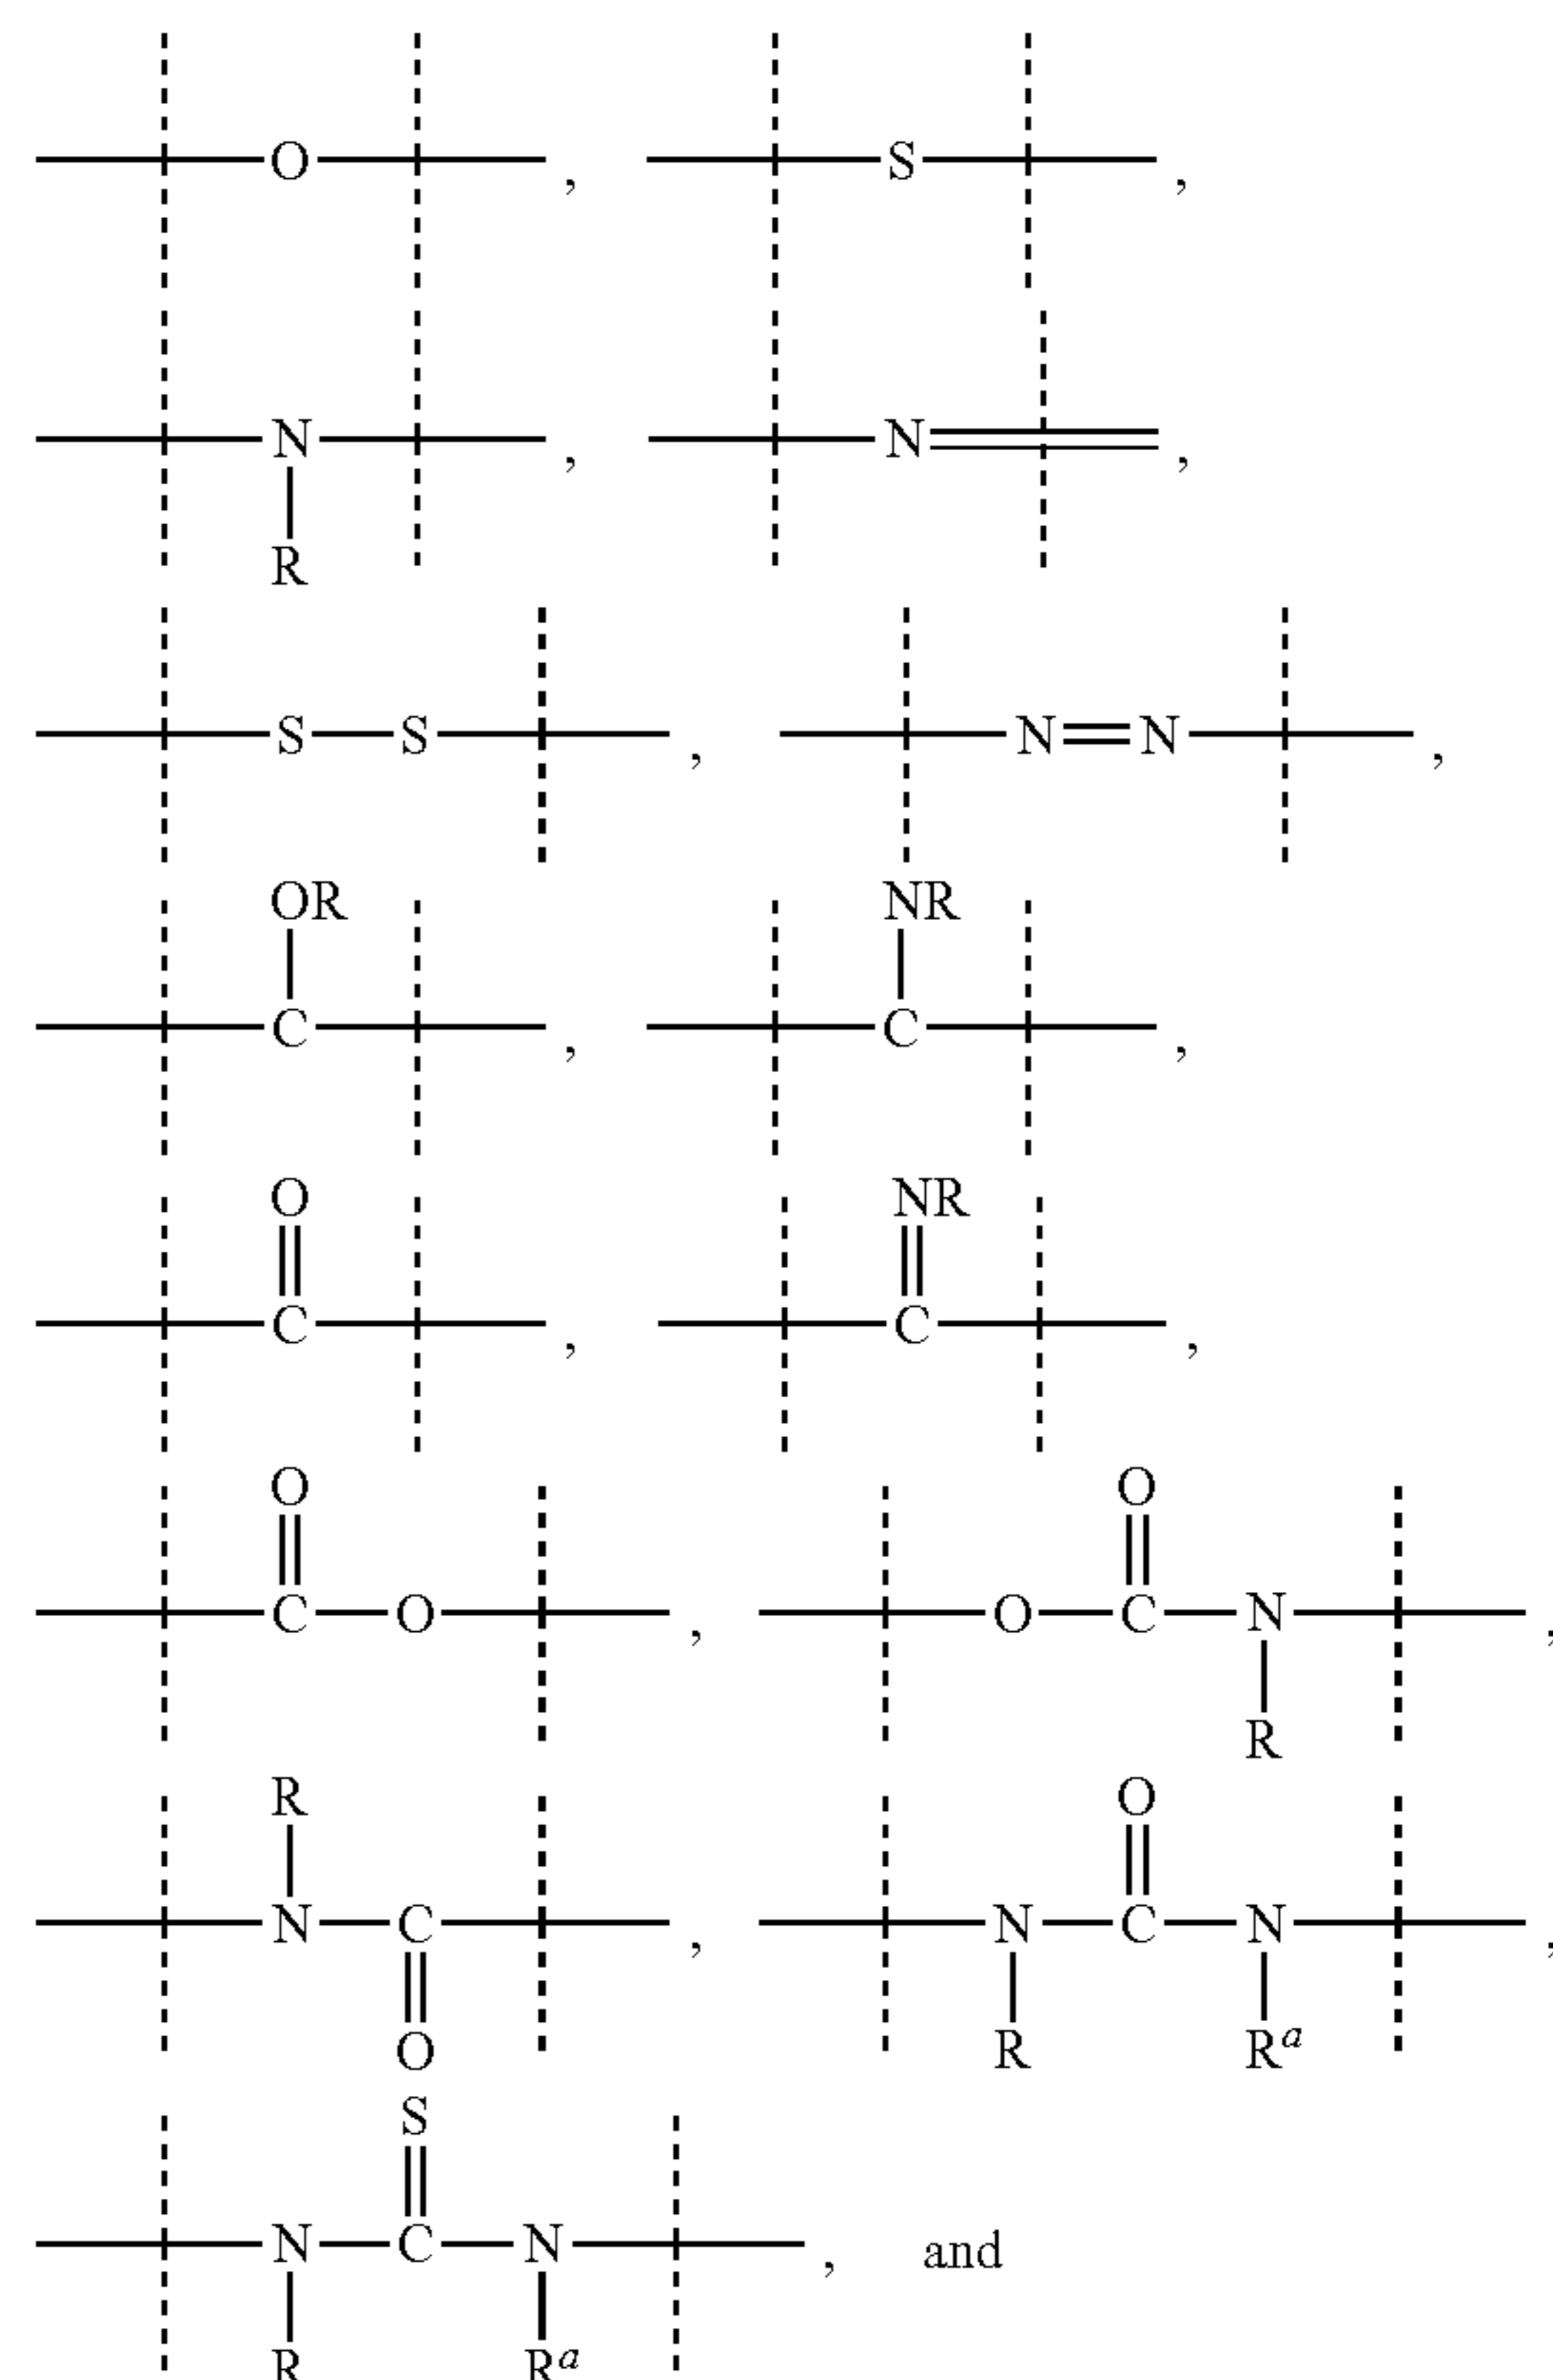 O , S ,
N , N ,
R
S S , N N ,
OR NR
C , C ,
O NR
C , C ,
O O
C O , O C N ,
R
R O
N C , N C N ,
O R Rᵃ
S
N C N , and
R Rᵃ